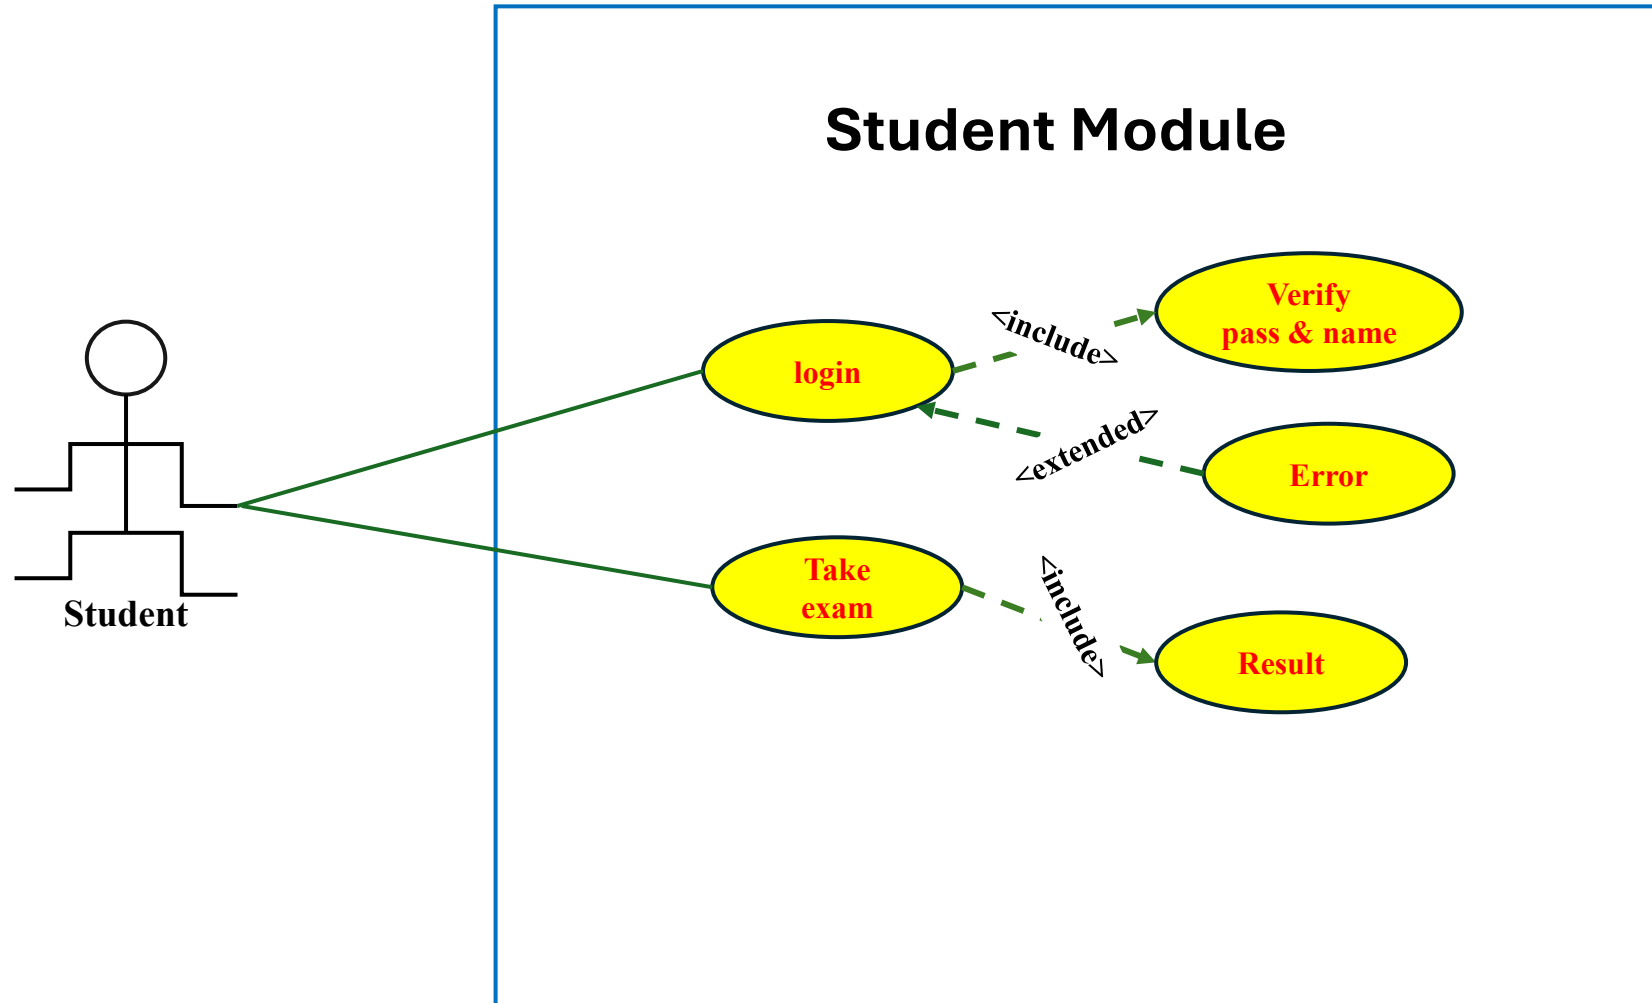 Student Module
Verify
pass & name
<include>
login
<extended>
Error
Take
exam
<include>
Student
Result